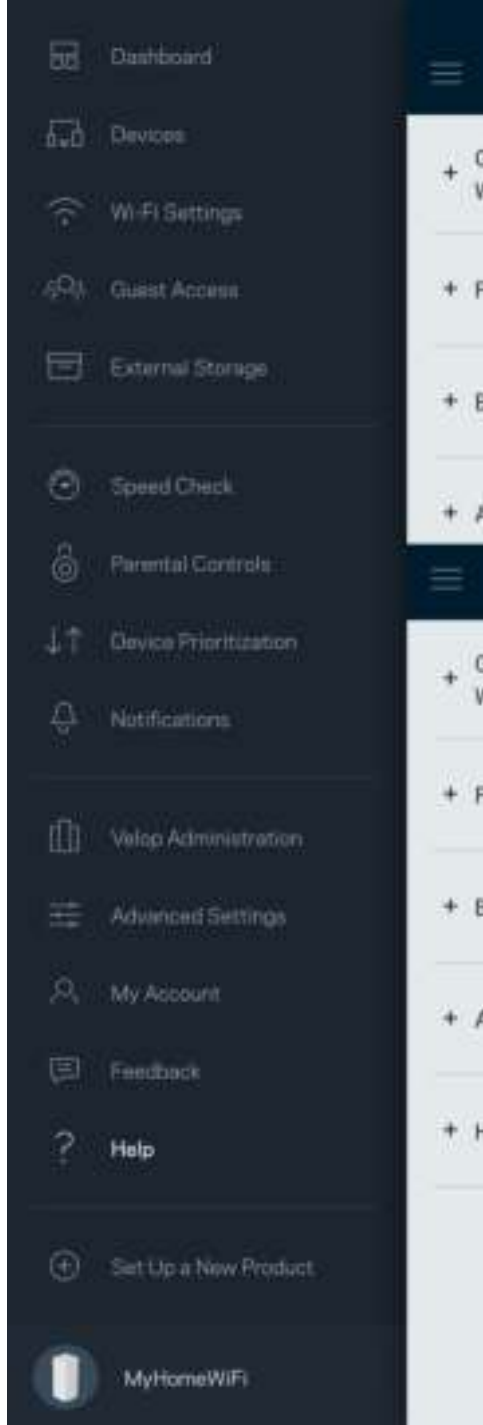 Dashboard
Devices
Wi-Fi Settings
Guest Access
External Storage
Speed Check
Parental Controls
Device Prioritization
Notifications
Velop Administration
Advanced Settings
My Account
Feedback
Help
Set Up a New Product
MyHomeWiFi